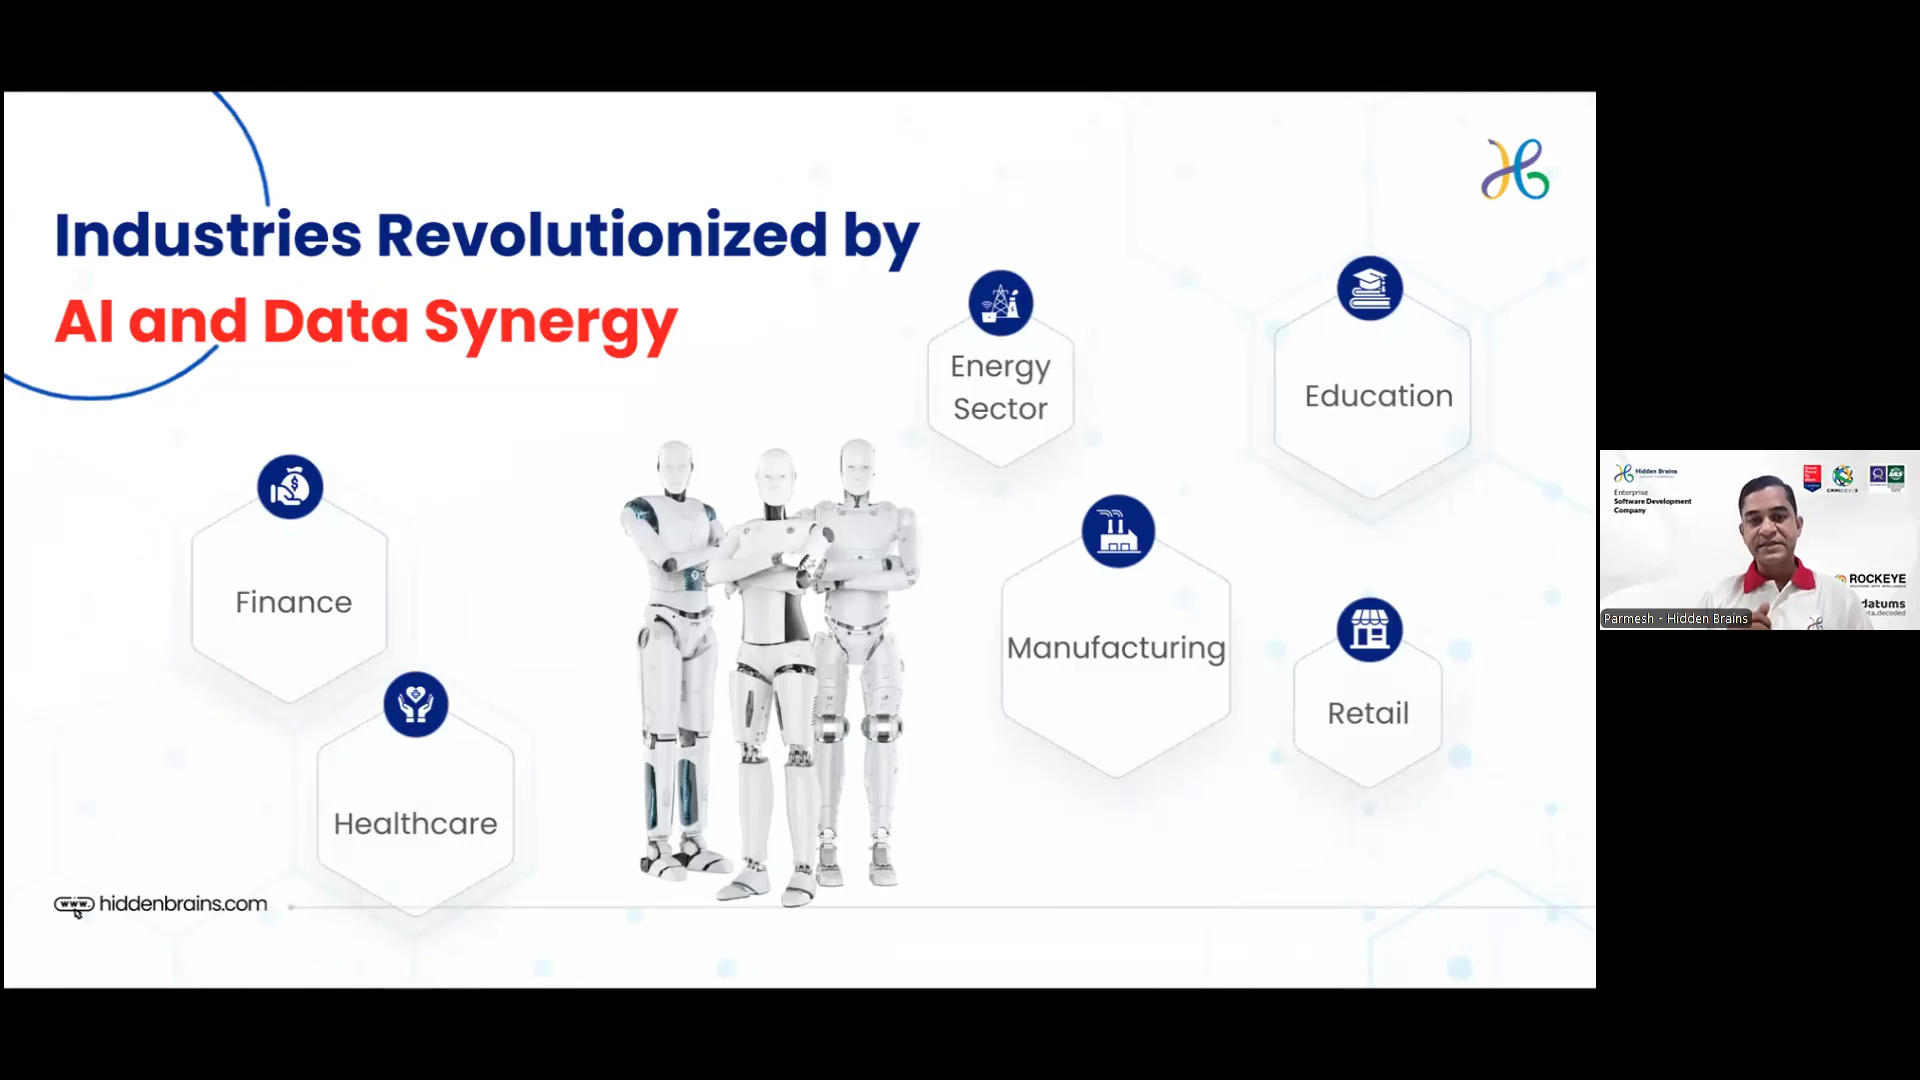 Industries Revolutionized by
AI and Data Synergy
Energy
Sector
Education
Finance
Manufacturing
Retail
Healthcare
www. hiddenbrains.com
Hidden Brains
Enterprise
Software Development
Company
ROCKEYE
datums
Parmesh - Hidden Brains